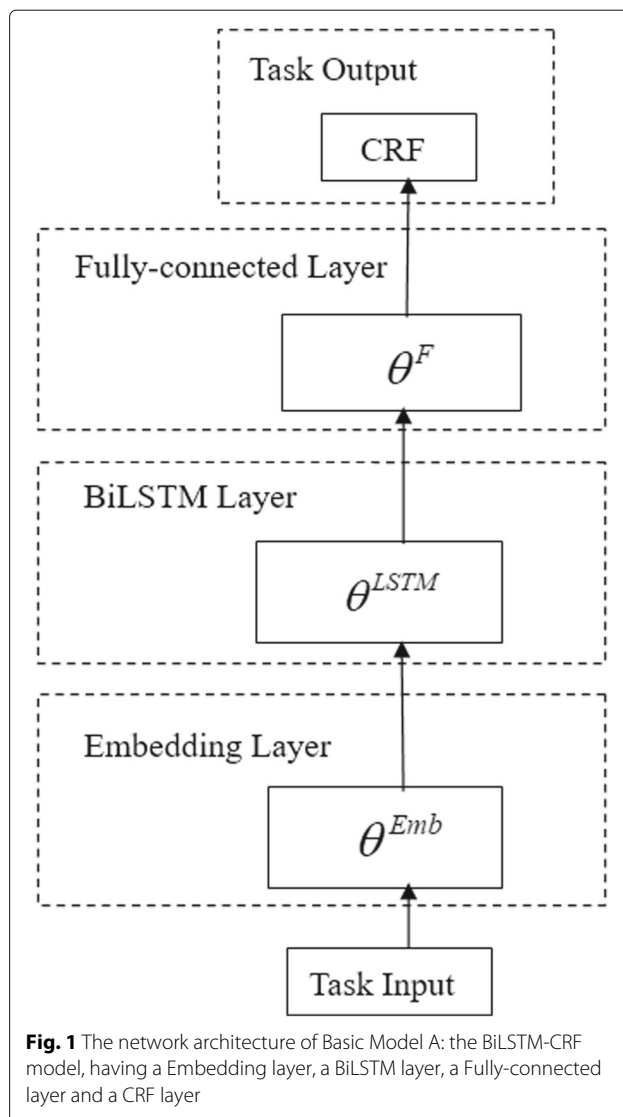 Task Output
CRF
Fully-connected Layer
θ^F
BiLSTM Layer
θ^LSTM
Embedding Layer
θ^Emb
Task Input
Fig. 1 The network architecture of Basic Model A: the BiLSTM-CRF
model, having a Embedding layer, a BiLSTM layer, a Fully-connected
layer and a CRF layer